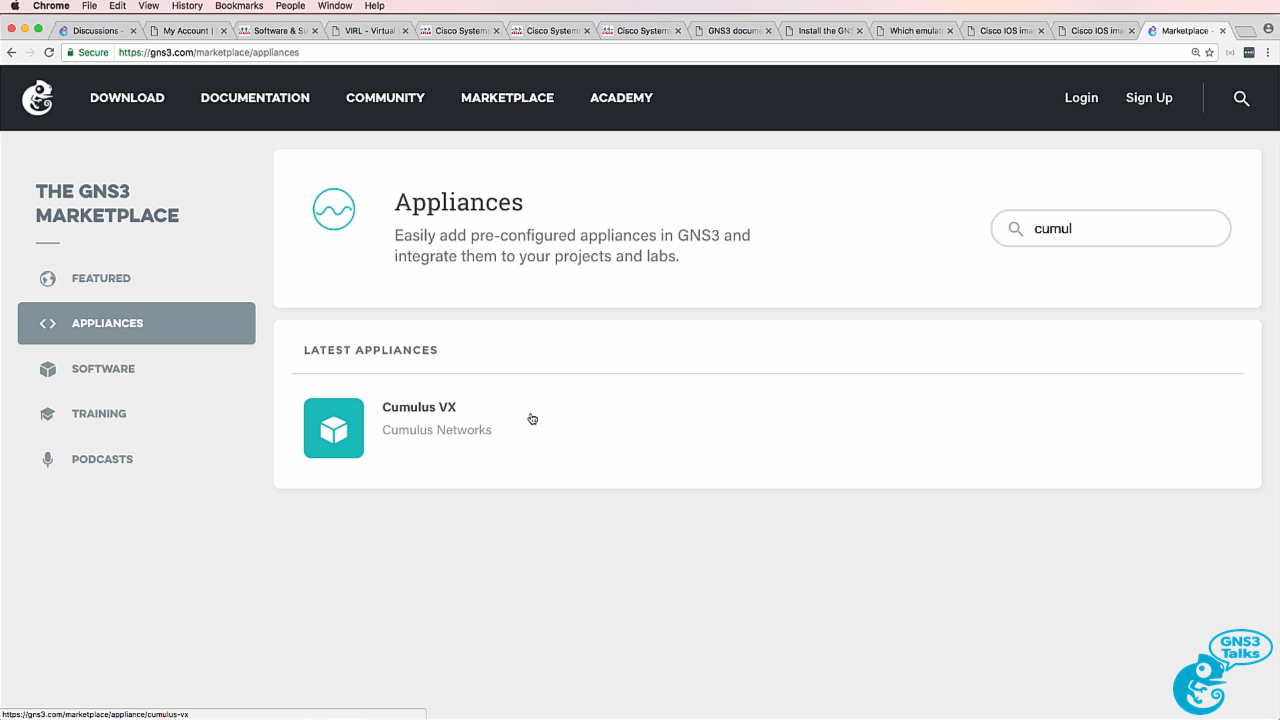 Chrome File Edit View History Bookmarks People Window Help
Discussions - My Account | Software & Su VIRL - Virtual Cisco System Cisco System Cisco System GNS3 docume Install the GN Which emulat Cisco IOS ima Cisco IOS ima Marketplace -
Secure https://gns3.com/marketplace/appliances
DOWNLOAD DOCUMENTATION COMMUNITY MARKETPLACE ACADEMY Login Sign Up
THE GNS3
MARKETPLACE
FEATURED
APPLIANCES
SOFTWARE
TRAINING
PODCASTS
Appliances
Easily add pre-configured appliances in GNS3 and
integrate them to your projects and labs.
cumul
LATEST APPLIANCES
Cumulus VX
Cumulus Networks
GNS3
Talks
https://gns3.com/marketplace/appliance/cumulus-vx